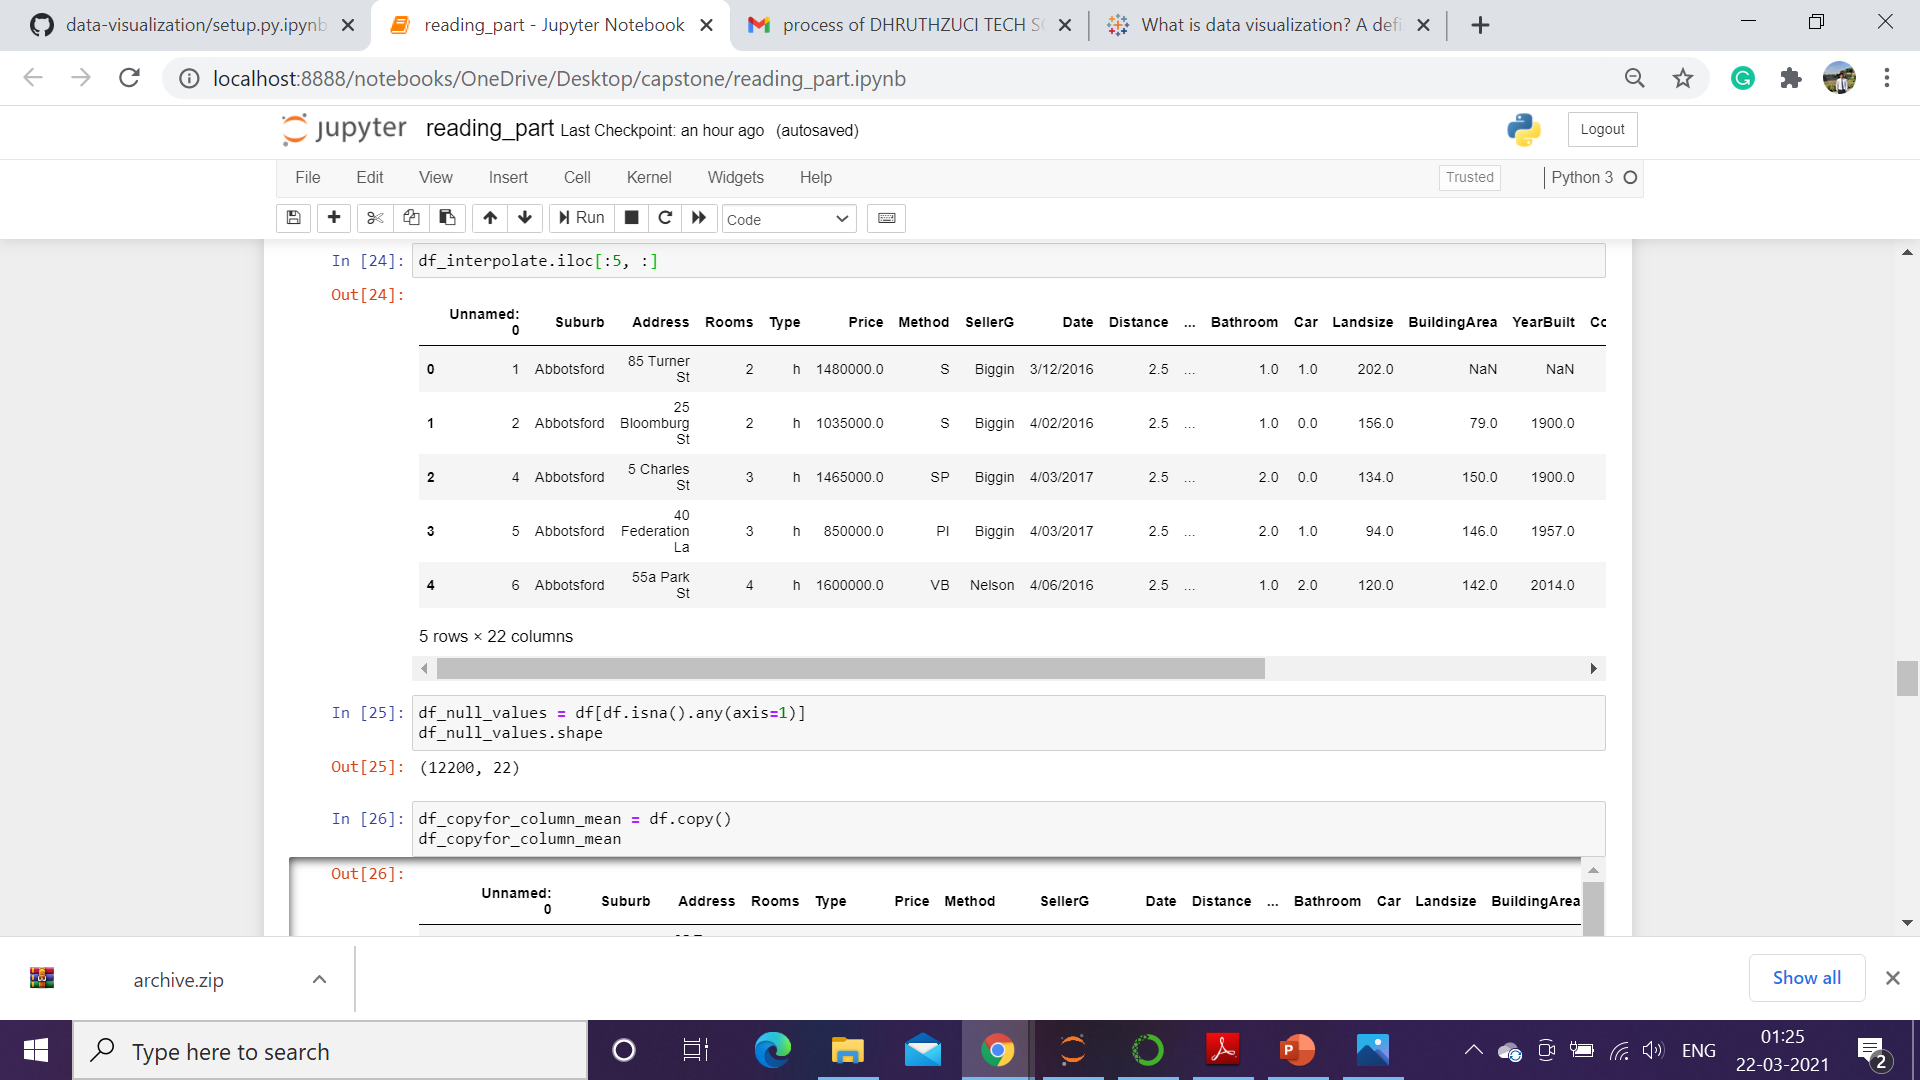 data-visualization/setup.py.ipynb
reading_part - Jupyter Notebook
process of DHRUTHZUCI TECH SO
What is data visualization? A defi
localhost:8888/notebooks/OneDrive/Desktop/capstone/reading_part.ipynb
jupyter reading_part Last Checkpoint: an hour ago (autosaved)
Logout
File Edit View Insert Cell Kernel Widgets Help
Trusted
Python 3
Run
Code
In [24]: df_interpolate.iloc[:5, :]
Out[24]:
Unnamed: 0 Suburb Address Rooms Type Price Method SellerG Date Distance ... Bathroom Car Landsize BuildingArea YearBuilt Co
0 1 Abbotsford 85 Turner St 2 h 1480000.0 S Biggin 3/12/2016 2.5 ... 1.0 1.0 202.0 NaN NaN
1 2 Abbotsford 25 Bloomburg St 2 h 1035000.0 S Biggin 4/02/2016 2.5 ... 1.0 0.0 156.0 79.0 1900.0
2 4 Abbotsford 5 Charles St 3 h 1465000.0 SP Biggin 4/03/2017 2.5 ... 2.0 0.0 134.0 150.0 1900.0
3 5 Abbotsford 40 Federation La 3 h 850000.0 PI Biggin 4/03/2017 2.5 ... 2.0 1.0 94.0 146.0 1957.0
4 6 Abbotsford 55a Park St 4 h 1600000.0 VB Nelson 4/06/2016 2.5 ... 1.0 2.0 120.0 142.0 2014.0
5 rows × 22 columns
In [25]: df_null_values = df[df.isna().any(axis=1)]
df_null_values.shape
Out[25]: (12200, 22)
In [26]: df_copyfor_column_mean = df.copy()
df_copyfor_column_mean
Out[26]:
Unnamed: 0 Suburb Address Rooms Type Price Method SellerG Date Distance ... Bathroom Car Landsize BuildingArea
archive.zip
Show all
Type here to search
ENG
01:25
22-03-2021
2